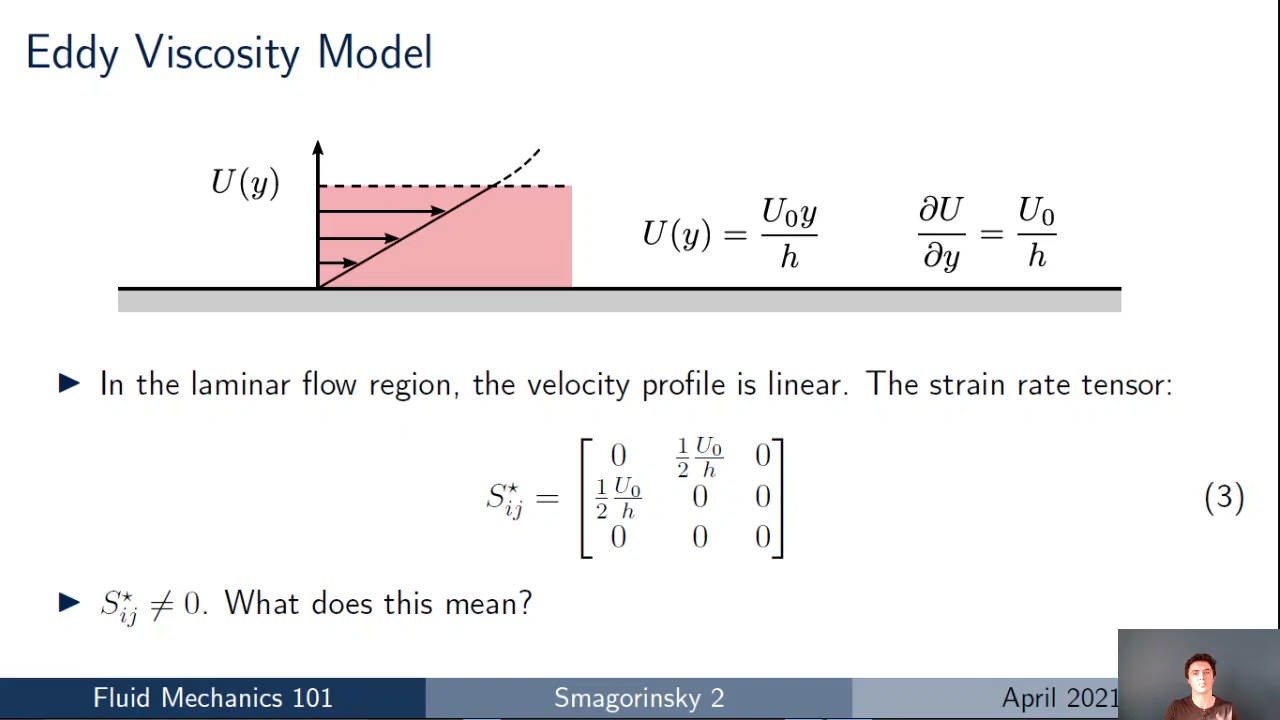 Eddy Viscosity Model
U(y)
U(y) = U₀y / h
∂U / ∂y = U₀ / h
▶ In the laminar flow region, the velocity profile is linear. The strain rate tensor:
0 1/2 U₀/h 0
S⋆ᵢⱼ = 1/2 U₀/h 0 0 (3)
0 0 0
▶ S⋆ᵢⱼ ≠ 0. What does this mean?
Fluid Mechanics 101 Smagorinsky 2 April 2021